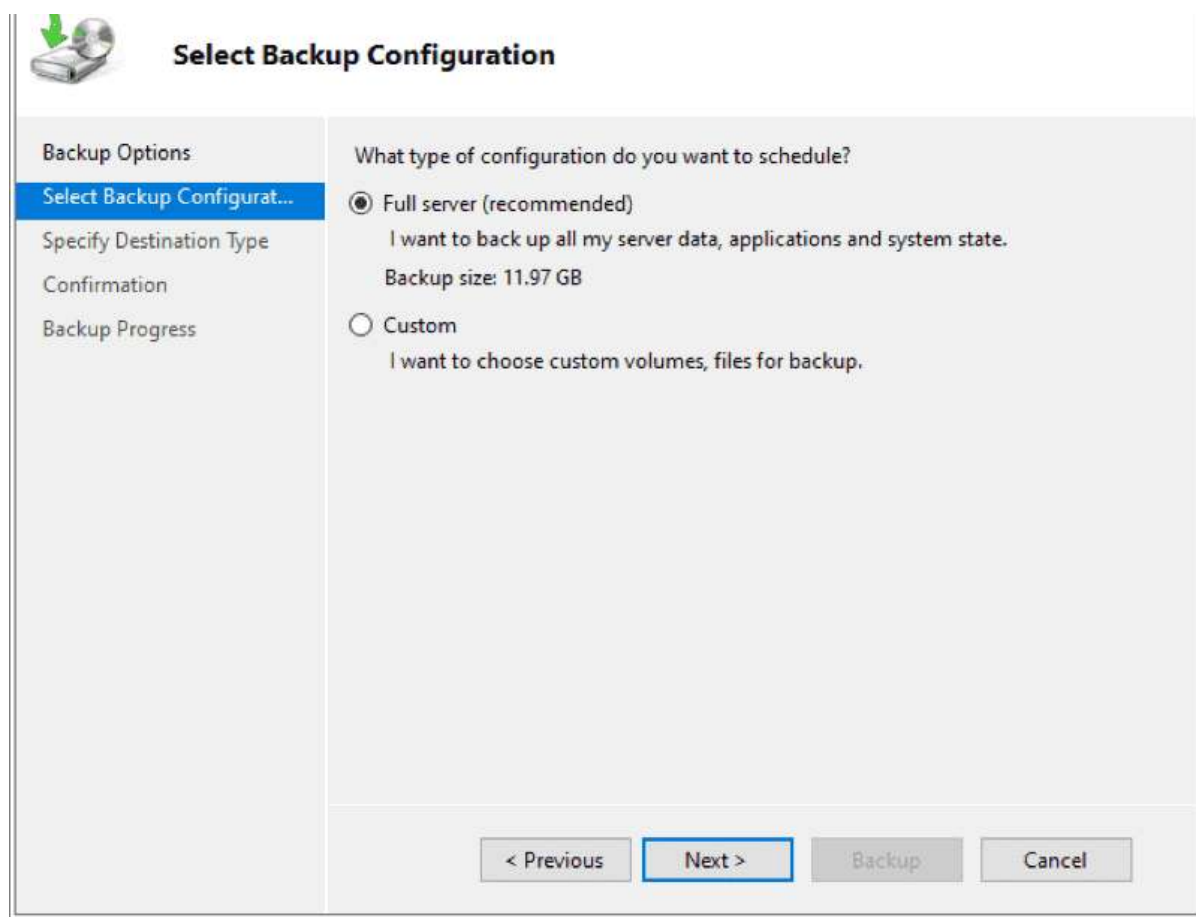 Select Backup Configuration
Backup Options
Select Backup Configurat...
Specify Destination Type
Confirmation
Backup Progress
What type of configuration do you want to schedule?
Full server (recommended)
I want to back up all my server data, applications and system state.
Backup size: 11.97 GB
Custom
I want to choose custom volumes, files for backup.
< Previous
Next >
Backup
Cancel